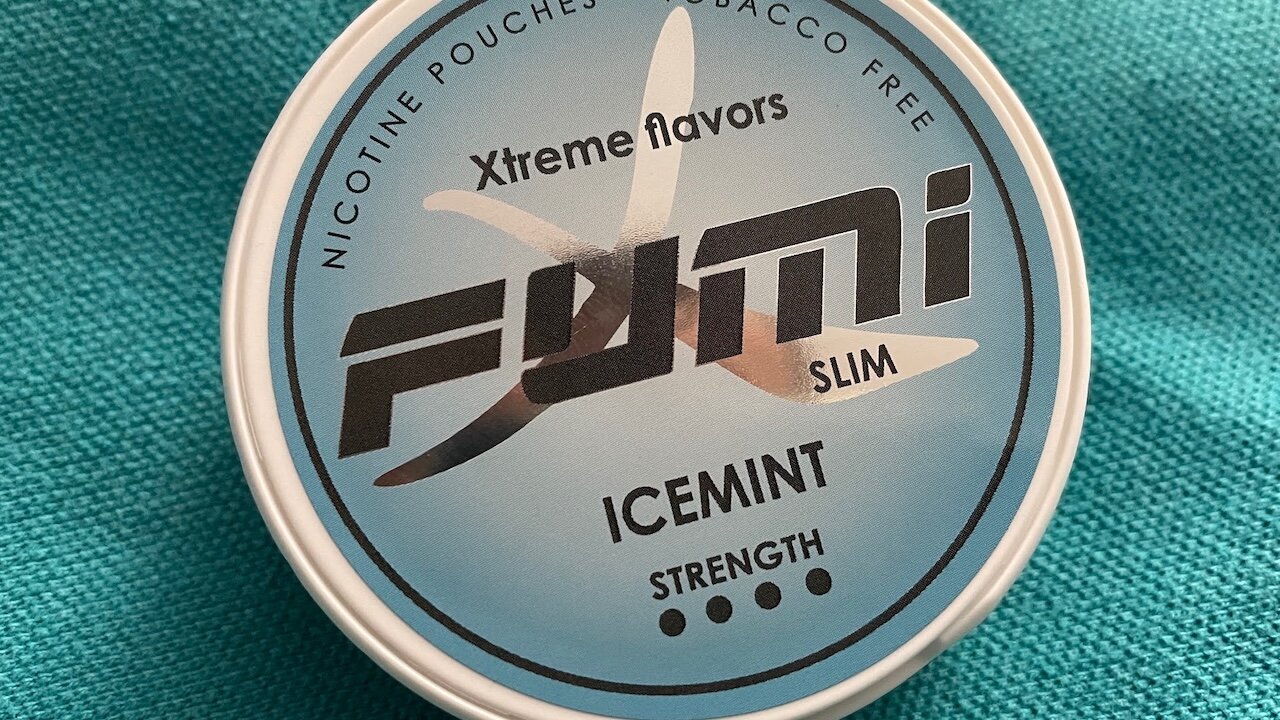 NICOTINE POUCHES TOBACCO FREE
Xtreme flavors
FUMi
SLIM
ICEMINT
STRENGTH